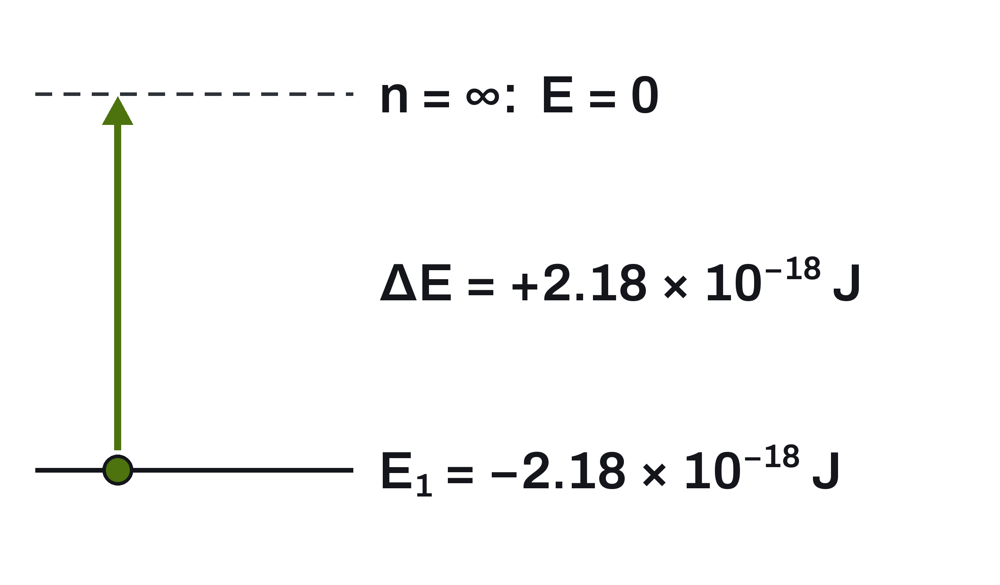 n = ∞: E = 0
ΔE = +2.18 × 10⁻¹⁸ J
E₁ = −2.18 × 10⁻¹⁸ J